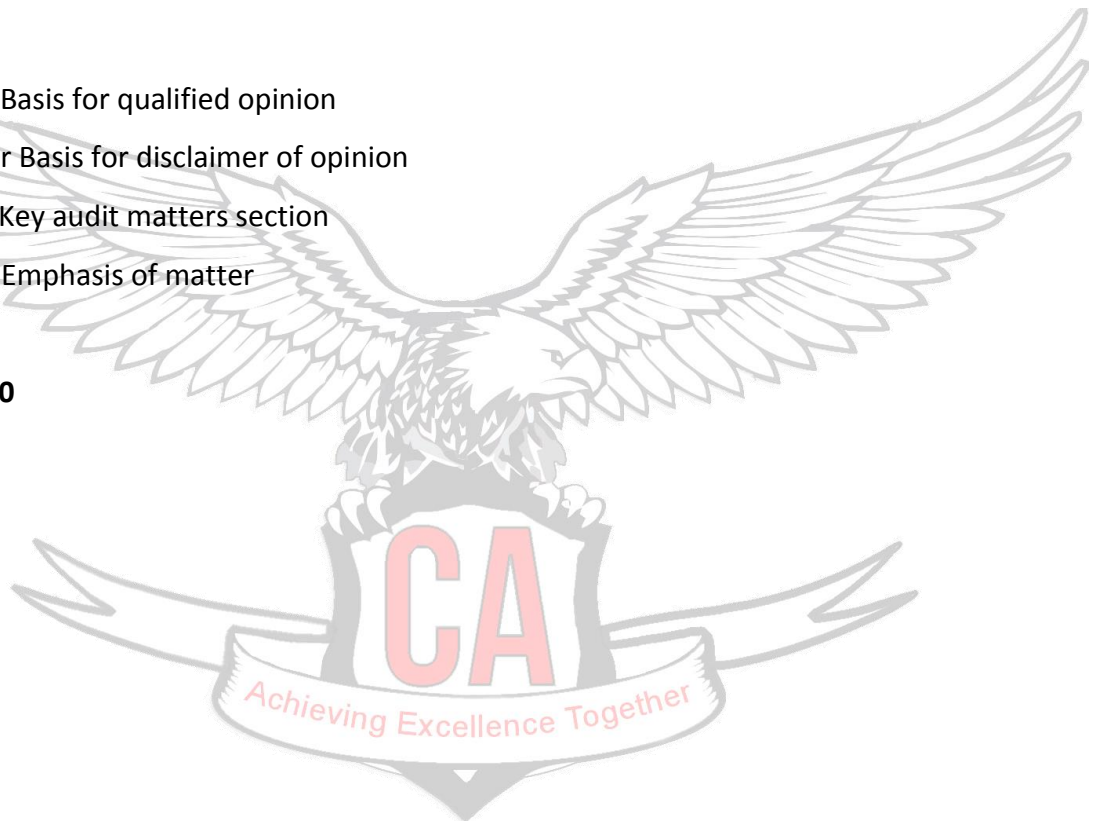 Basis for qualified opinion
r Basis for disclaimer of opinion
Key audit matters section
Emphasis of matter
0
CA
Achieving Excellence Together